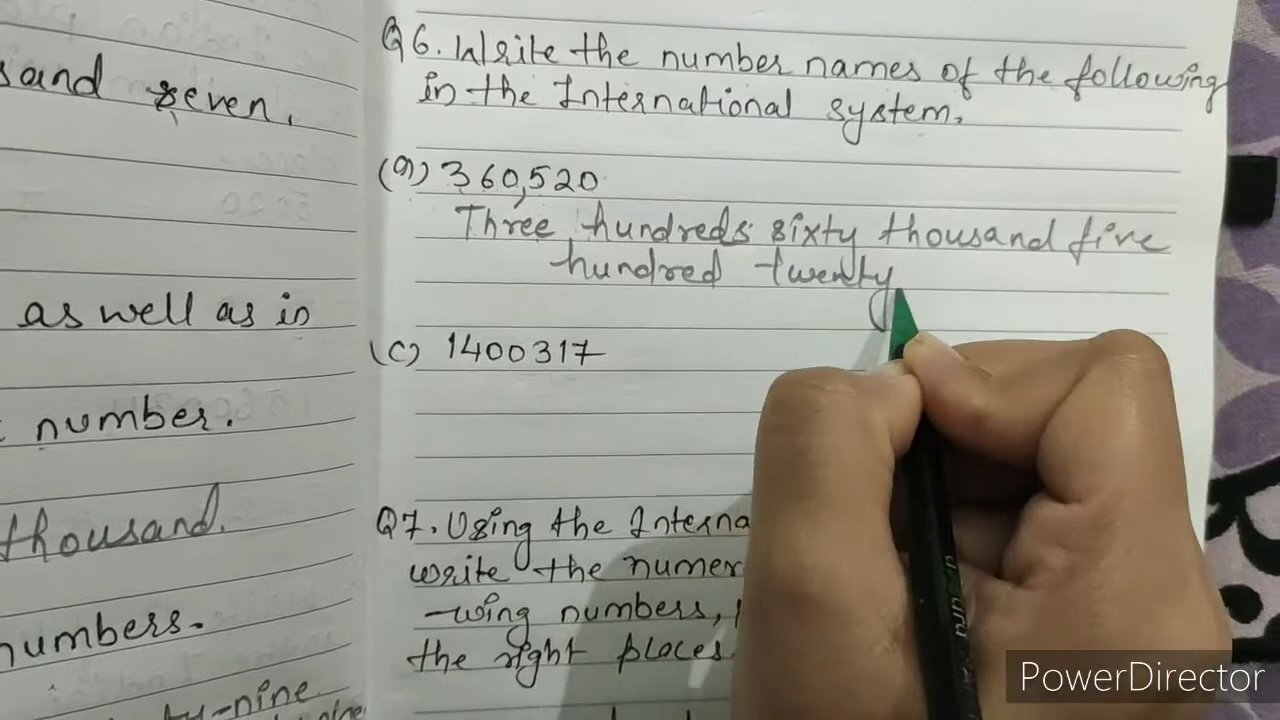 sand seven.
as well as in
number.
thousand.
numbers.
ty-nine
Q6. Write the number names of the following
in the International system.
(a) 360,520
Three hundreds sixty thousand five
hundred twenty
(c) 1400317
Q7. Using the Interna
write the numer
-wing numbers,
the right places
PowerDirector